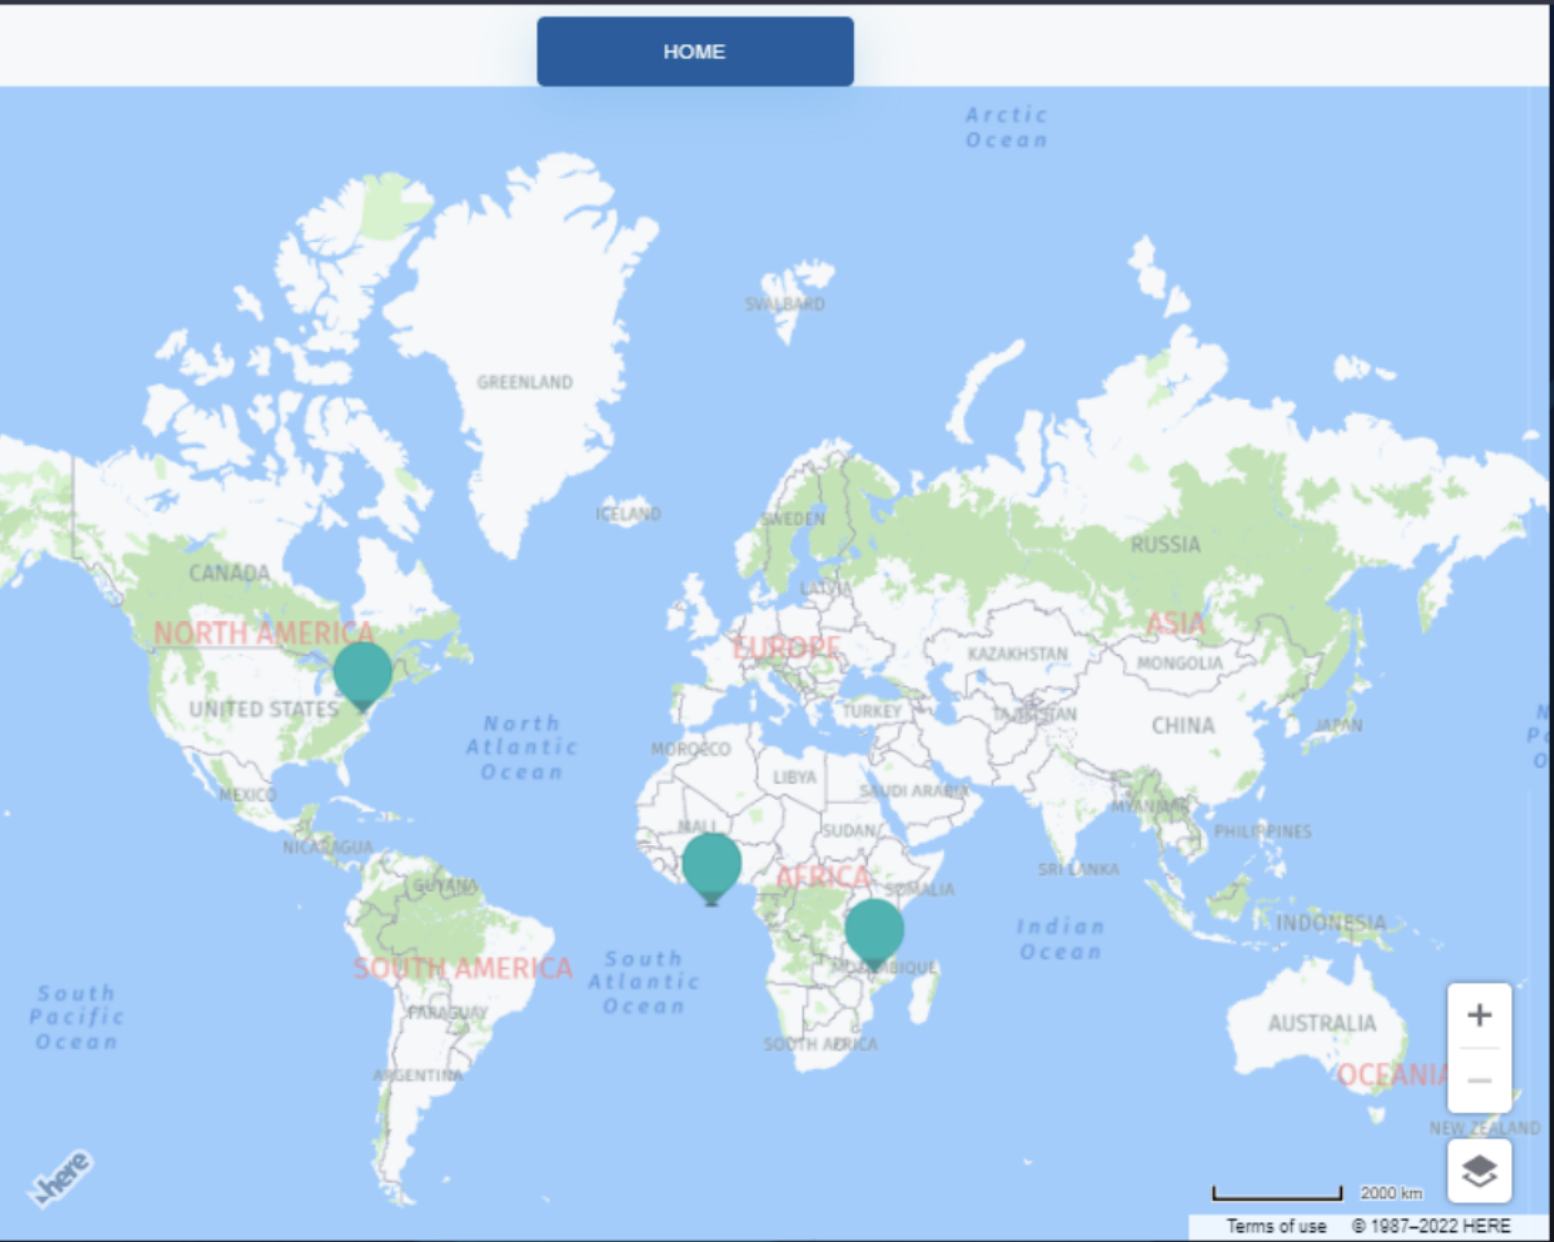 HOME
Arctic
Ocean
SVALBARD
GREENLAND
ICELAND
SWEDEN
RUSSIA
CANADA
LATVIA
NORTH AMERICA
ASIA
EUROPE
KAZAKHSTAN
MONGOLIA
UNITED STATES
TURKEY
TAJIKISTAN
CHINA
JAPAN
North
Atlantic
Ocean
MOROCCO
LIBYA
SAUDI ARABIA
MEXICO
MYANMAR
MALI
SUDAN
PHILIPPINES
NICARAGUA
SRI LANKA
AFRICA
GUYANA
SOMALIA
INDONESIA
Indian
Ocean
SOUTH AMERICA
South
Atlantic
Ocean
MOZAMBIQUE
South
Pacific
Ocean
PARAGUAY
AUSTRALIA
SOUTH AFRICA
ARGENTINA
OCEANIA
NEW ZEALAND
here
2000 km
Terms of use © 1987–2022 HERE